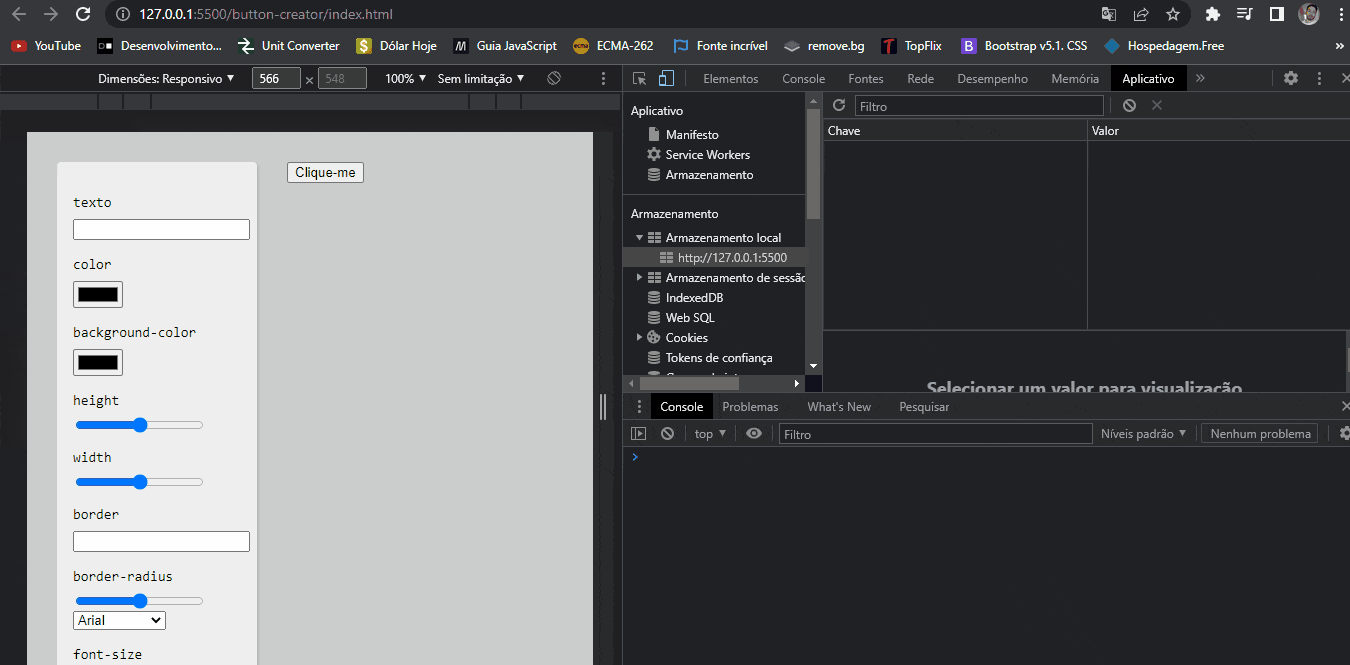 127.0.0.1:5500/button-creator/index.html
YouTube Desenvolvimento... Unit Converter Dólar Hoje Guia JavaScript ECMA-262 Fonte incrível remove.bg TopFlix Bootstrap v5.1. CSS Hospedagem.Free »
Dimensões: Responsivo ▼ 566 × 548 100% ▼ Sem limitação ▼
Elementos Console Fontes Rede Desempenho Memória Aplicativo »
Clique-me
texto
color
background-color
height
width
border
border-radius
Arial
font-size
Aplicativo
Manifesto
Service Workers
Armazenamento
Armazenamento
Armazenamento local
http://127.0.0.1:5500
Armazenamento de sessão
IndexedDB
Web SQL
Cookies
Tokens de confiança
Filtro
Chave Valor
Selecionar um valor para visualização
Console Problemas What's New Pesquisar
top ▼ Filtro Níveis padrão ▼ Nenhum problema
>